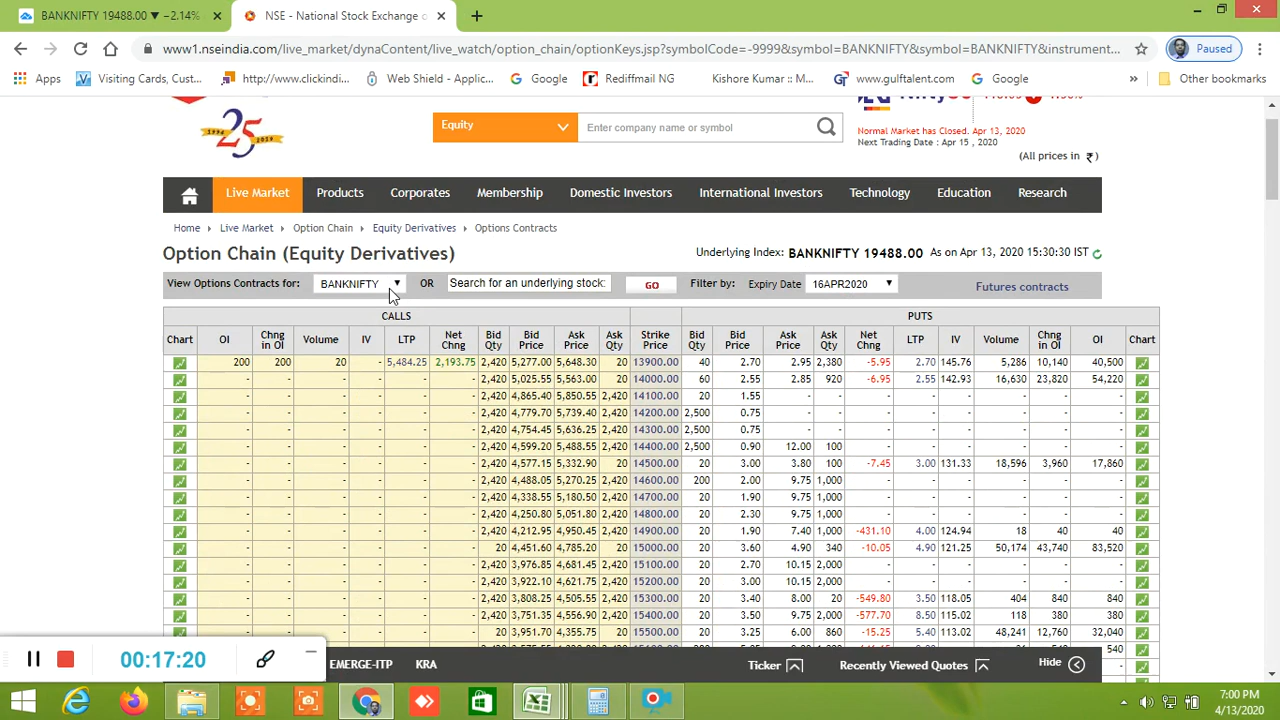 BANKNIFTY 19488.00 ▼ −2.14% × NSE - National Stock Exchange o × +
www1.nseindia.com/live_market/dynaContent/live_watch/option_chain/optionKeys.jsp?symbolCode=-9999&symbol=BANKNIFTY&symbol=BANKNIFTY&instrument... Paused
Apps Visiting Cards, Cust... http://www.clickindi... Web Shield - Applic... Google Rediffmail NG Kishore Kumar :: M... www.gulftalent.com Google » Other bookmarks
25
Equity Enter company name or symbol
Normal Market has Closed. Apr 13, 2020
Next Trading Date : Apr 15 , 2020
(All prices in ₹)
Live Market Products Corporates Membership Domestic Investors International Investors Technology Education Research
Home › Live Market › Option Chain › Equity Derivatives › Options Contracts
Option Chain (Equity Derivatives) Underlying Index: BANKNIFTY 19488.00 As on Apr 13, 2020 15:30:30 IST
View Options Contracts for: BANKNIFTY OR Search for an underlying stock: GO Filter by: Expiry Date 16APR2020 Futures contracts
CALLS PUTS
Chart OI Chng in OI Volume IV LTP Net Chng Bid Qty Bid Price Ask Price Ask Qty Strike Price Bid Qty Bid Price Ask Price Ask Qty Net Chng LTP IV Volume Chng in OI OI Chart
200 200 20 - 5,484.25 2,193.75 2,420 5,277.00 5,648.30 20 13900.00 40 2.70 2.95 2,380 -5.95 2.70 145.76 5,286 10,140 40,500
- - - - - - 2,420 5,025.55 5,563.00 20 14000.00 60 2.55 2.85 920 -6.95 2.55 142.93 16,630 23,820 54,220
- - - - - - 2,420 4,865.40 5,850.55 2,420 14100.00 20 1.55 - - - - - - - -
- - - - - - 2,420 4,779.70 5,739.40 2,420 14200.00 2,500 0.75 - - - - - - - -
- - - - - - 2,420 4,754.45 5,636.25 2,420 14300.00 2,500 0.75 - - - - - - - -
- - - - - - 2,420 4,599.20 5,488.55 2,420 14400.00 2,500 0.90 12.00 100 - - - - - -
- - - - - - 2,420 4,577.15 5,332.90 20 14500.00 20 3.00 3.80 100 -7.45 3.00 131.33 18,596 3,960 17,860
- - - - - - 2,420 4,488.05 5,270.25 2,420 14600.00 200 2.00 9.75 1,000 - - - - - -
- - - - - - 2,420 4,338.55 5,180.50 2,420 14700.00 20 1.90 9.75 1,000 - - - - - -
- - - - - - 2,420 4,250.80 5,051.80 2,420 14800.00 20 2.30 9.75 1,000 - - - - - -
- - - - - - 2,420 4,212.95 4,950.45 2,420 14900.00 20 1.90 7.40 1,000 -431.10 4.00 124.94 18 40 40
- - - - - - 20 4,451.60 4,785.20 20 15000.00 20 3.60 4.90 340 -10.05 4.90 121.25 50,174 43,740 83,520
- - - - - - 2,420 3,976.85 4,681.45 2,420 15100.00 20 2.70 10.15 2,000 - - - - - -
- - - - - - 2,420 3,922.10 4,621.75 2,420 15200.00 20 3.00 10.15 2,000 - - - - - -
- - - - - - 2,420 3,808.25 4,505.55 2,420 15300.00 20 3.40 8.00 20 -549.80 3.50 118.05 404 840 840
- - - - - - 2,420 3,751.35 4,556.90 2,420 15400.00 20 3.50 9.75 2,000 -577.70 8.50 115.02 118 380 380
- - - - - - 20 3,951.70 4,355.75 20 15500.00 20 3.25 6.00 860 -15.25 5.40 113.02 48,241 12,760 32,040
540
00:17:20 EMERGE-ITP KRA Ticker Recently Viewed Quotes Hide
7:00 PM
4/13/2020